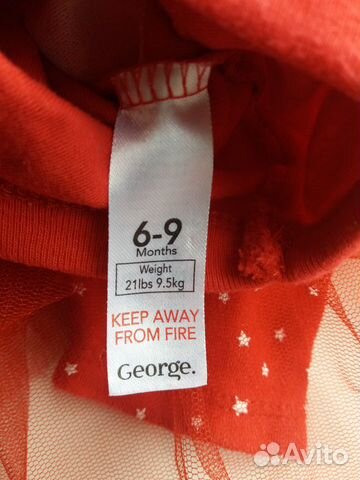 6-9
Months
Weight
21lbs 9.5kg
KEEP AWAY
FROM FIRE
George.
Avito